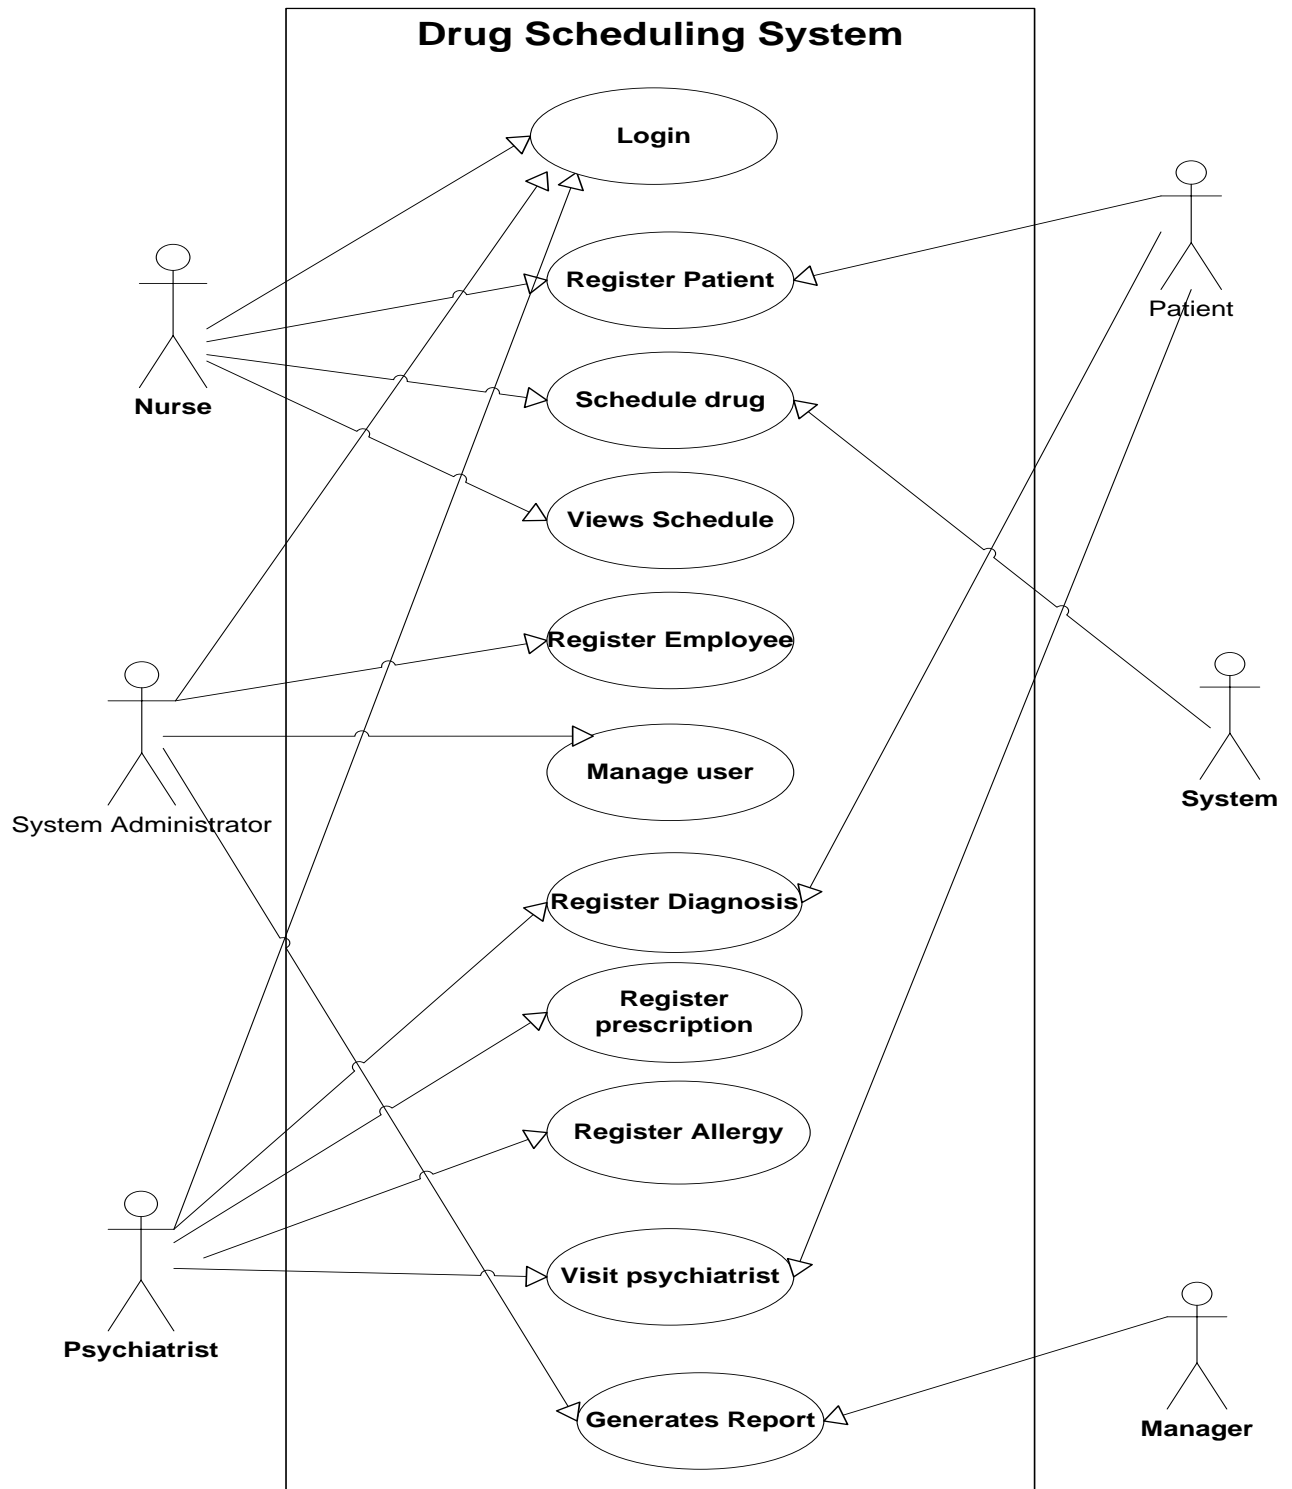 Drug Scheduling System
Login
Register Patient
Patient
Schedule drug
Nurse
Views Schedule
Register Employee
Manage user
System
System Administrator
Register Diagnosis
Register
prescription
Register Allergy
Visit psychiatrist
Psychiatrist
Generates Report
Manager